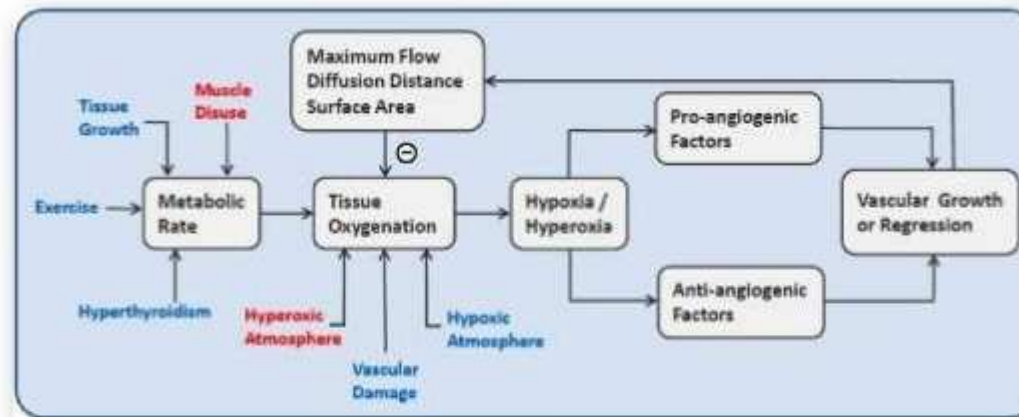 Maximum Flow
Diffusion Distance
Surface Area
Tissue
Growth
Muscle
Disuse
Pro-angiogenic
Factors
Exercise
Metabolic
Rate
Tissue
Oxygenation
Hypoxia /
Hyperoxia
Vascular Growth
or Regression
Hyperthyroidism
Hyperoxic
Atmosphere
Vascular
Damage
Hypoxic
Atmosphere
Anti-angiogenic
Factors